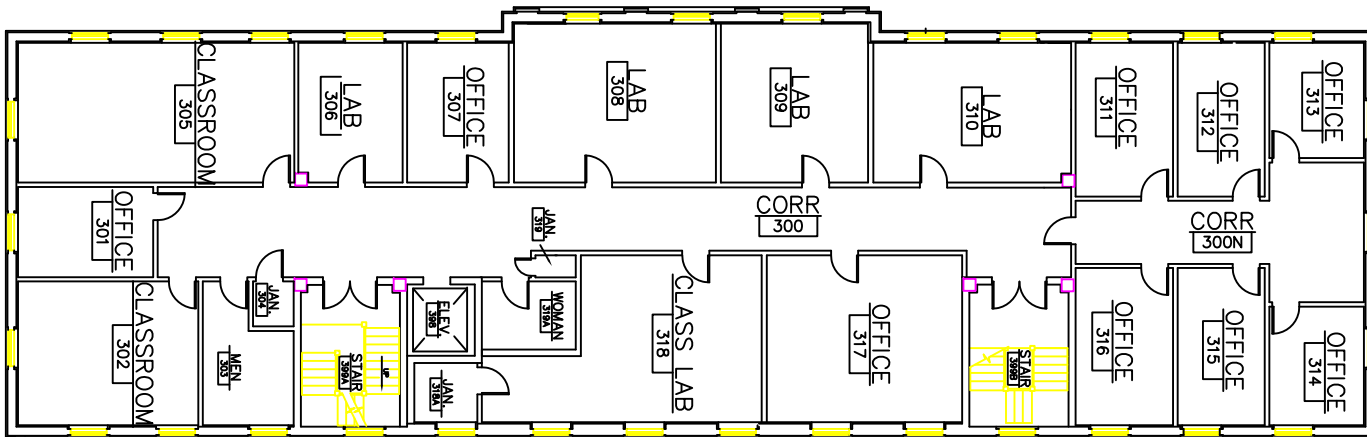 CLASSROOM
305
LAB
306
OFFICE
307
LAB
308
LAB
309
LAB
310
OFFICE
311
OFFICE
312
OFFICE
313
OFFICE
301
JAN.
319
CORR
300
CORR
300N
CLASSROOM
302
MEN
303
JAN.
304
STAIR
399A
UP
ELEV
398
JAN.
318A
WOMAN
319A
CLASS LAB
318
OFFICE
317
STAIR
399B
OFFICE
316
OFFICE
315
OFFICE
314